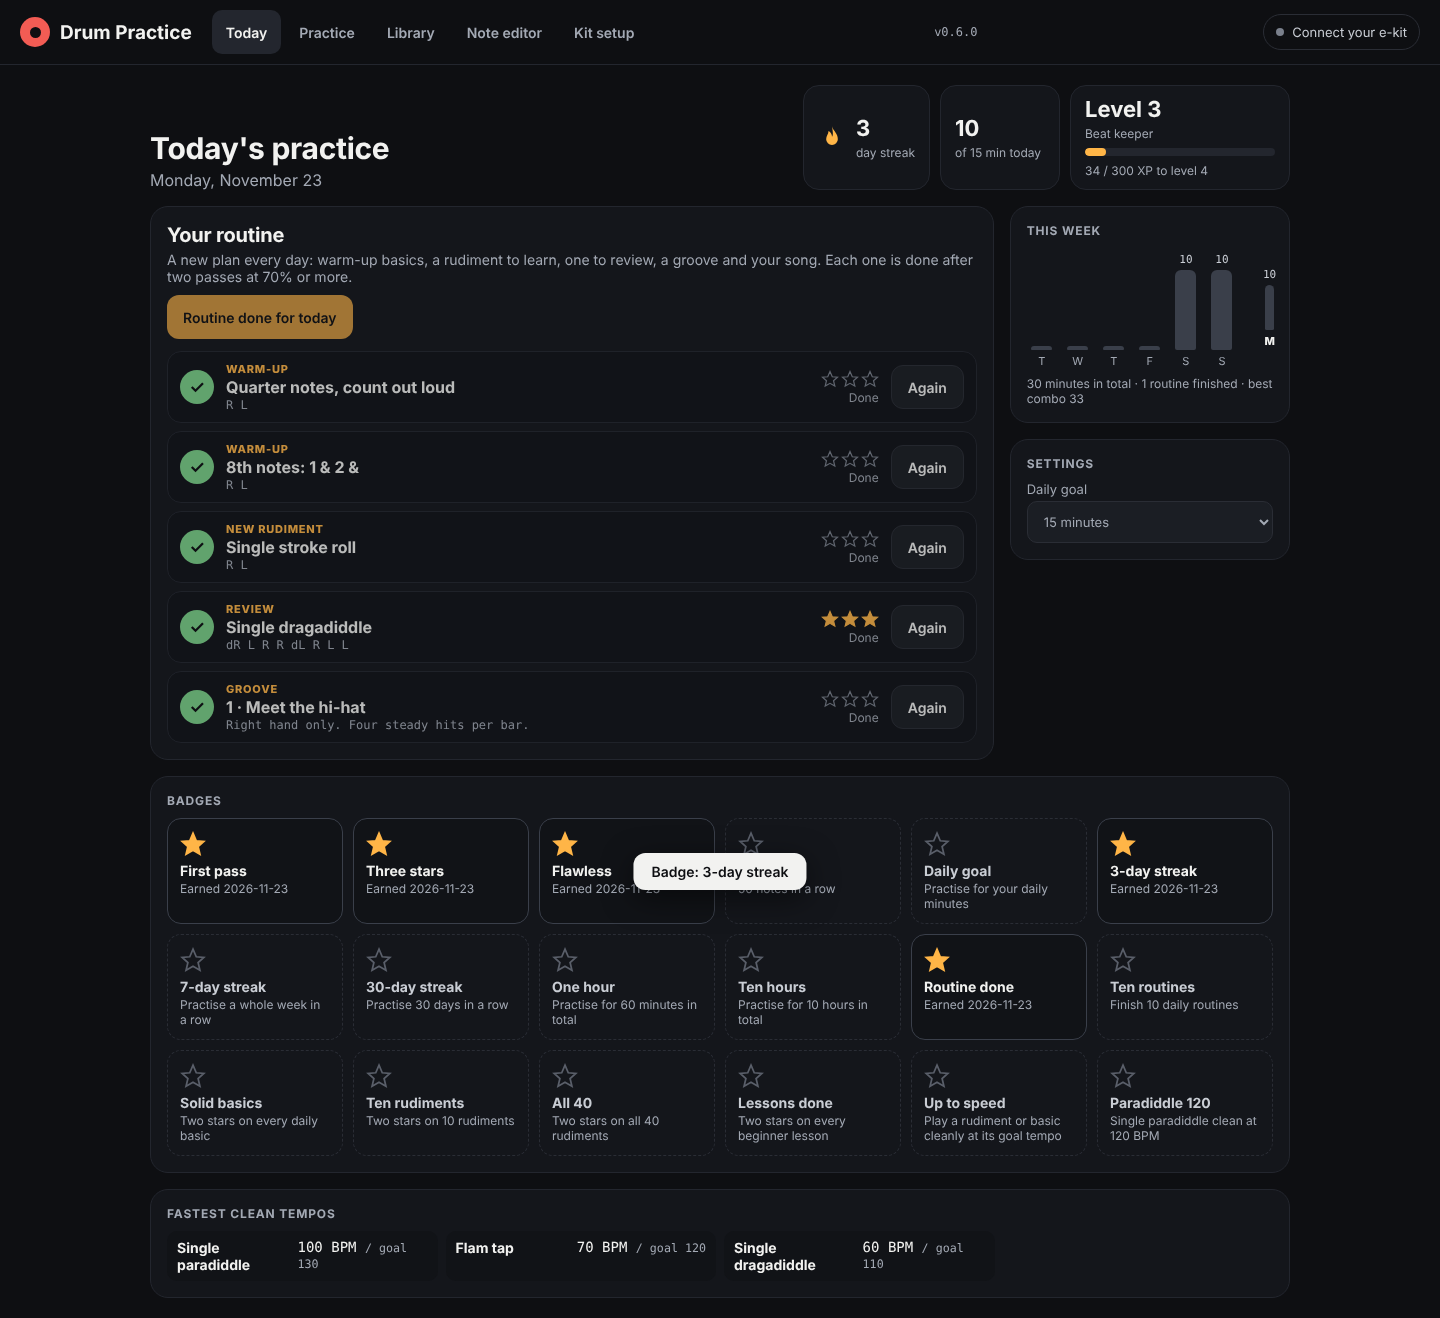 Drum Practice
Today
Practice
Library
Note editor
Kit setup
v0.6.0
Connect your e-kit
Today's practice
Monday, November 23
3
day streak
10
of 15 min today
Level 3
Beat keeper
34 / 300 XP to level 4
Your routine
A new plan every day: warm-up basics, a rudiment to learn, one to review, a groove and your song. Each one is done after
two passes at 70% or more.
Routine done for today
WARM-UP
Quarter notes, count out loud
R L
Done
Again
WARM-UP
8th notes: 1 & 2 &
R L
Done
Again
NEW RUDIMENT
Single stroke roll
R L
Done
Again
REVIEW
Single dragadiddle
dR L R R dL R L L
Done
Again
GROOVE
1 · Meet the hi-hat
Right hand only. Four steady hits per bar.
Done
Again
THIS WEEK
10 10 10
T W T F S S M
30 minutes in total · 1 routine finished · best
combo 33
SETTINGS
Daily goal
15 minutes
BADGES
First pass
Earned 2026-11-23
Three stars
Earned 2026-11-23
Flawless
Earned 2026-11-23
Badge: 3-day streak
in a row
Daily goal
Practise for your daily
minutes
3-day streak
Earned 2026-11-23
7-day streak
Practise a whole week in
a row
30-day streak
Practise 30 days in a row
One hour
Practise for 60 minutes in
total
Ten hours
Practise for 10 hours in
total
Routine done
Earned 2026-11-23
Ten routines
Finish 10 daily routines
Solid basics
Two stars on every daily
basic
Ten rudiments
Two stars on 10 rudiments
All 40
Two stars on all 40
rudiments
Lessons done
Two stars on every
beginner lesson
Up to speed
Play a rudiment or basic
cleanly at its goal tempo
Paradiddle 120
Single paradiddle clean at
120 BPM
FASTEST CLEAN TEMPOS
Single
paradiddle
100 BPM / goal
130
Flam tap
70 BPM / goal 120
Single
dragadiddle
60 BPM / goal
110